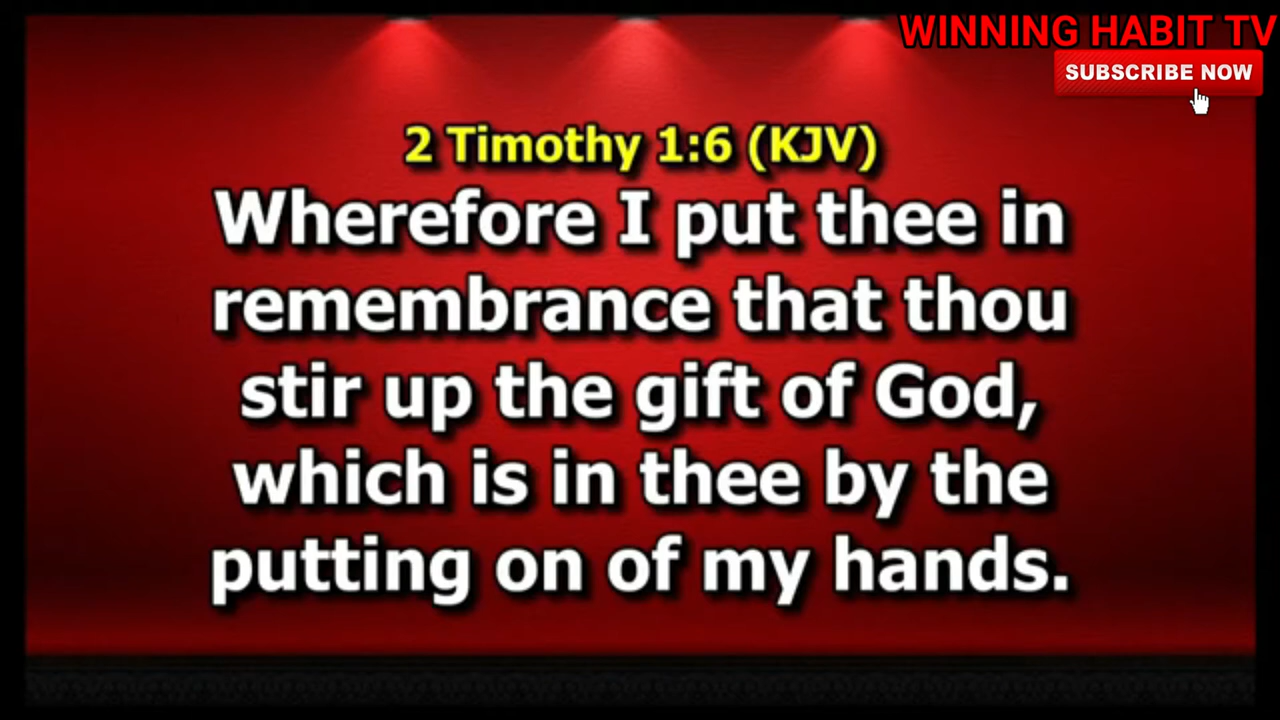 WINNING HABIT TV
SUBSCRIBE NOW
2 Timothy 1:6 (KJV)
Wherefore I put thee in
remembrance that thou
stir up the gift of God,
which is in thee by the
putting on of my hands.